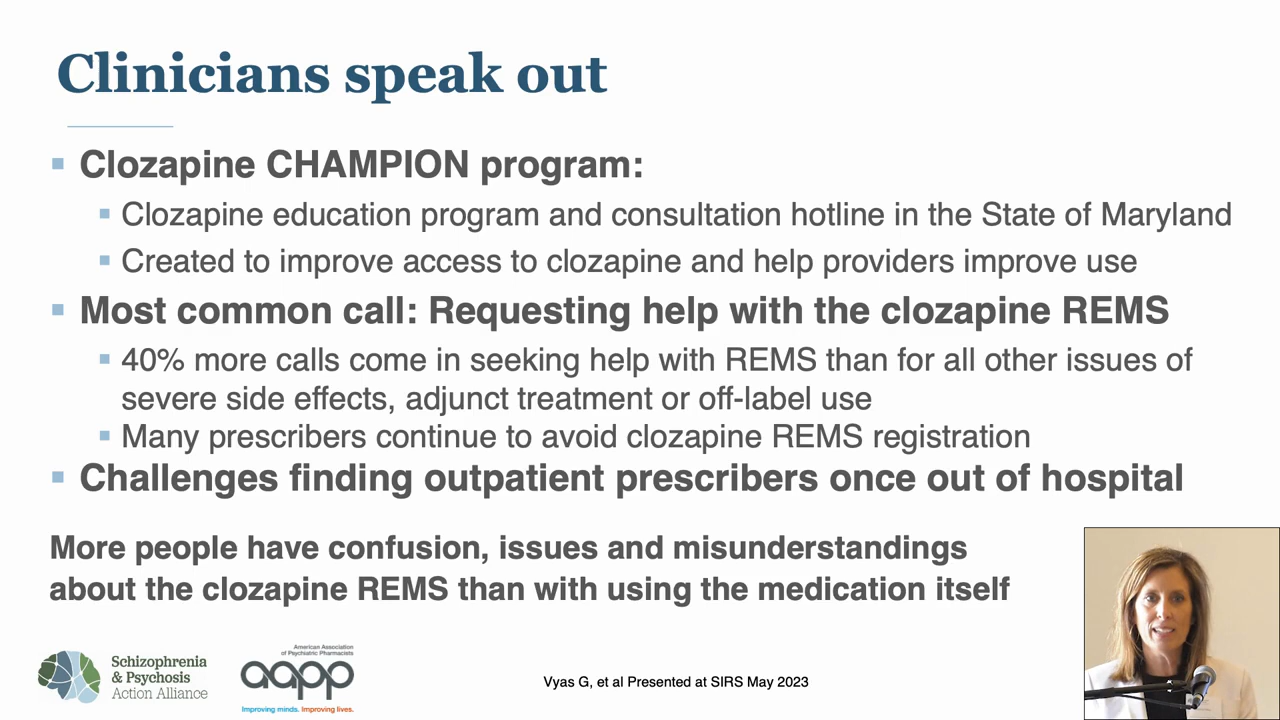 Clinicians speak out
Clozapine CHAMPION program:
Clozapine education program and consultation hotline in the State of Maryland
Created to improve access to clozapine and help providers improve use
Most common call: Requesting help with the clozapine REMS
40% more calls come in seeking help with REMS than for all other issues of
severe side effects, adjunct treatment or off-label use
Many prescribers continue to avoid clozapine REMS registration
Challenges finding outpatient prescribers once out of hospital
More people have confusion, issues and misunderstandings
about the clozapine REMS than with using the medication itself
Schizophrenia
& Psychosis
Action Alliance
American Association
of Psychiatric Pharmacists
aapp
Improving minds. Improving lives.
Vyas G, et al Presented at SIRS May 2023